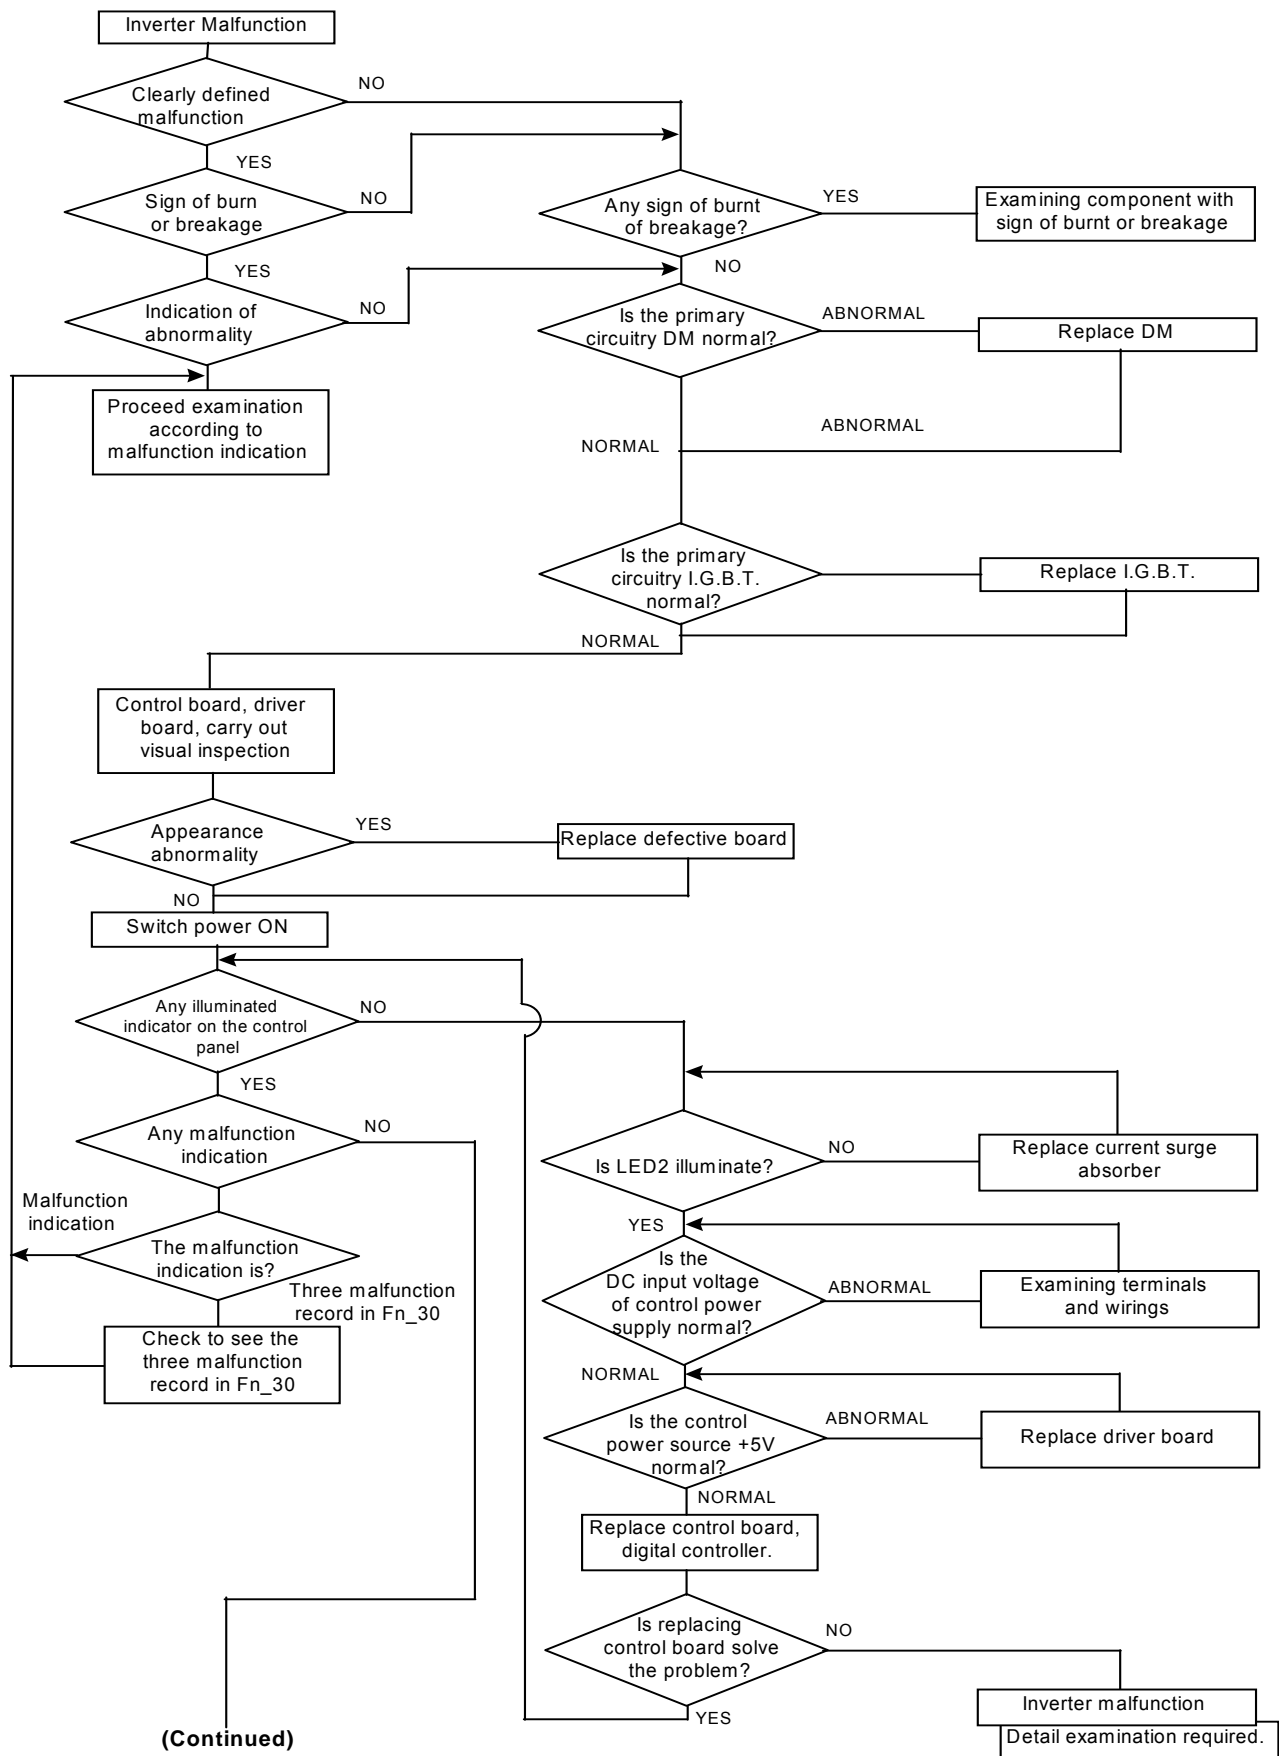 Inverter Malfunction
Clearly defined
malfunction
NO
YES
Sign of burn
or breakage
NO
YES
Indication of
abnormality
NO
Proceed examination
according to
malfunction indication
Any sign of burnt
of breakage?
YES
Examining component with
sign of burnt or breakage
NO
Is the primary
circuitry DM normal?
ABNORMAL
Replace DM
ABNORMAL
NORMAL
Is the primary
circuitry I.G.B.T.
normal?
Replace I.G.B.T.
NORMAL
Control board, driver
board, carry out
visual inspection
Appearance
abnormality
YES
Replace defective board
NO
Switch power ON
Any illuminated
indicator on the control
panel
NO
YES
Any malfunction
indication
NO
Malfunction
indication
The malfunction
indication is?
Three malfunction
record in Fn_30
Check to see the
three malfunction
record in Fn_30
Is LED2 illuminate?
NO
Replace current surge
absorber
YES
Is the
DC input voltage
of control power
supply normal?
ABNORMAL
Examining terminals
and wirings
NORMAL
Is the control
power source +5V
normal?
ABNORMAL
Replace driver board
NORMAL
Replace control board,
digital controller.
Is replacing
control board solve
the problem?
NO
YES
Inverter malfunction
Detail examination required.
(Continued)